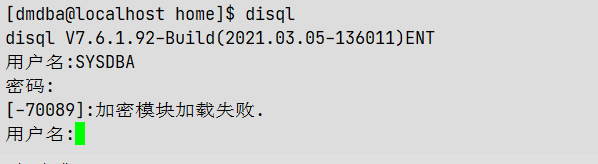 [dmdba@localhost home]$ disql
disql V7.6.1.92-Build(2021.03.05-136011)ENT
用户名:SYSDBA
密码:
[-70089]:加密模块加载失败.
用户名: